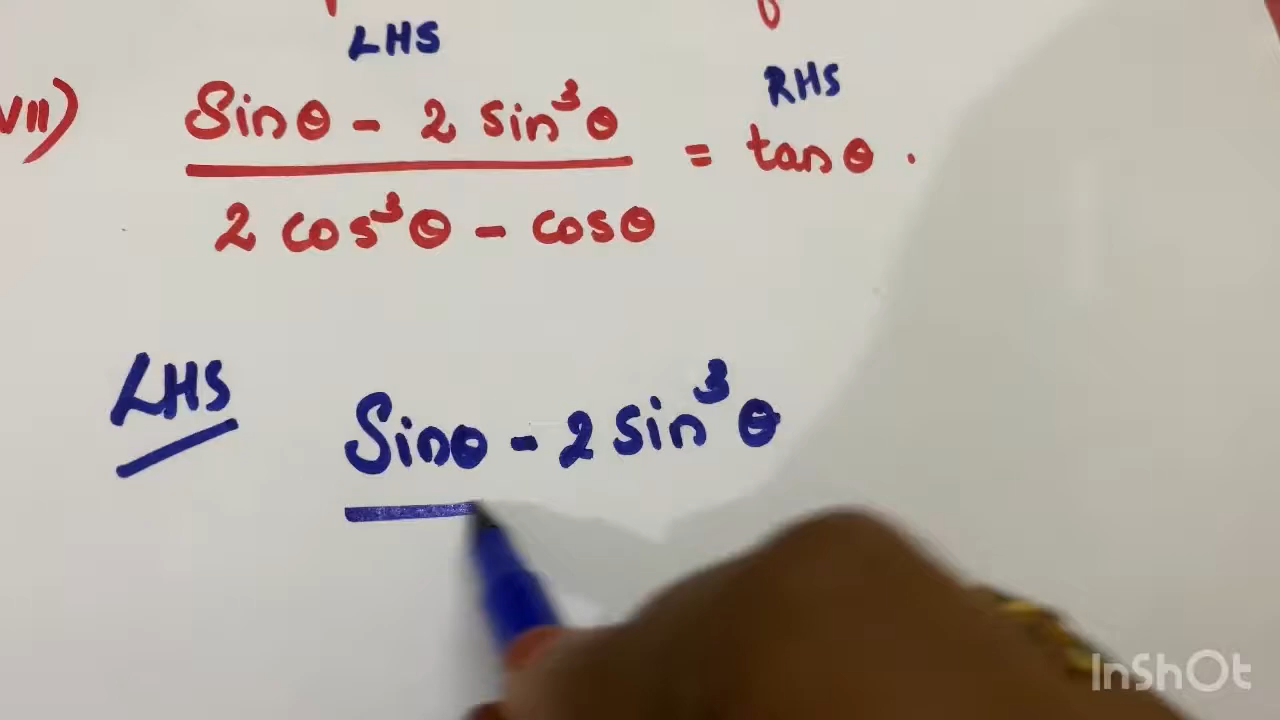 LHS
RHS
VII) Sinθ - 2 sin³θ = tanθ.
2 cos³θ - cosθ
LHS Sinθ - 2 sin³θ
InShOt